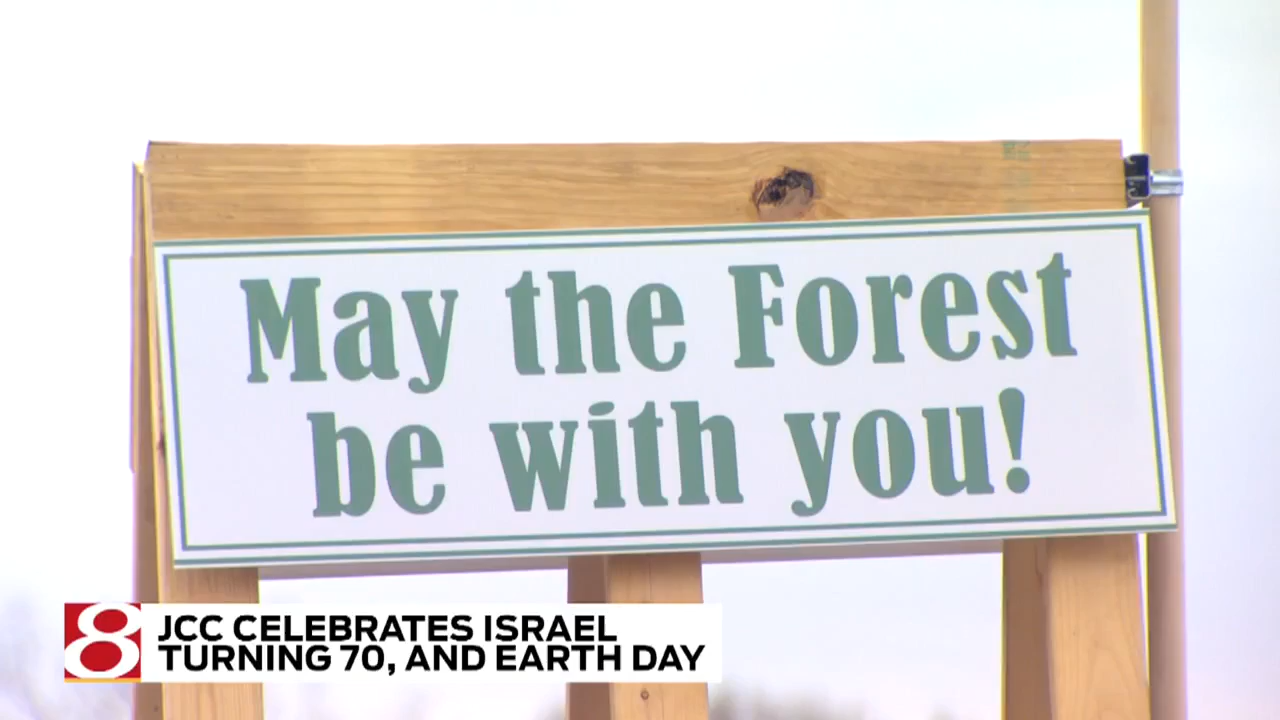 May the Forest
be with you!
8
JCC CELEBRATES ISRAEL
TURNING 70, AND EARTH DAY